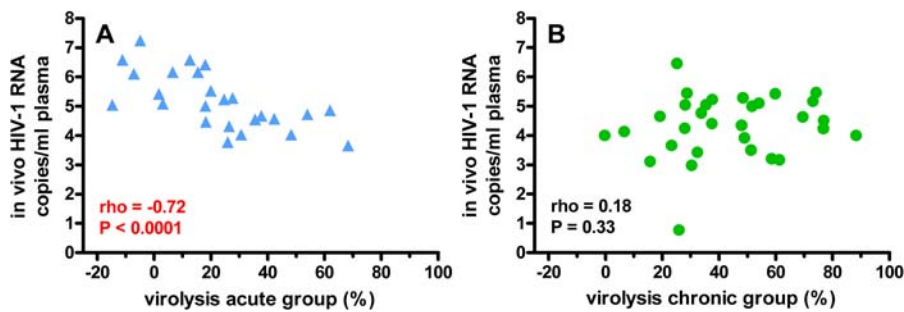 A
8
7
6
5
4
3
2
1
0
in vivo HIV-1 RNA
copies/ml plasma
rho = -0.72
P < 0.0001
-20 0 20 40 60 80 100
virolysis acute group (%)
B
8
7
6
5
4
3
2
1
0
in vivo HIV-1 RNA
copies/ml plasma
rho = 0.18
P = 0.33
-20 0 20 40 60 80 100
virolysis chronic group (%)